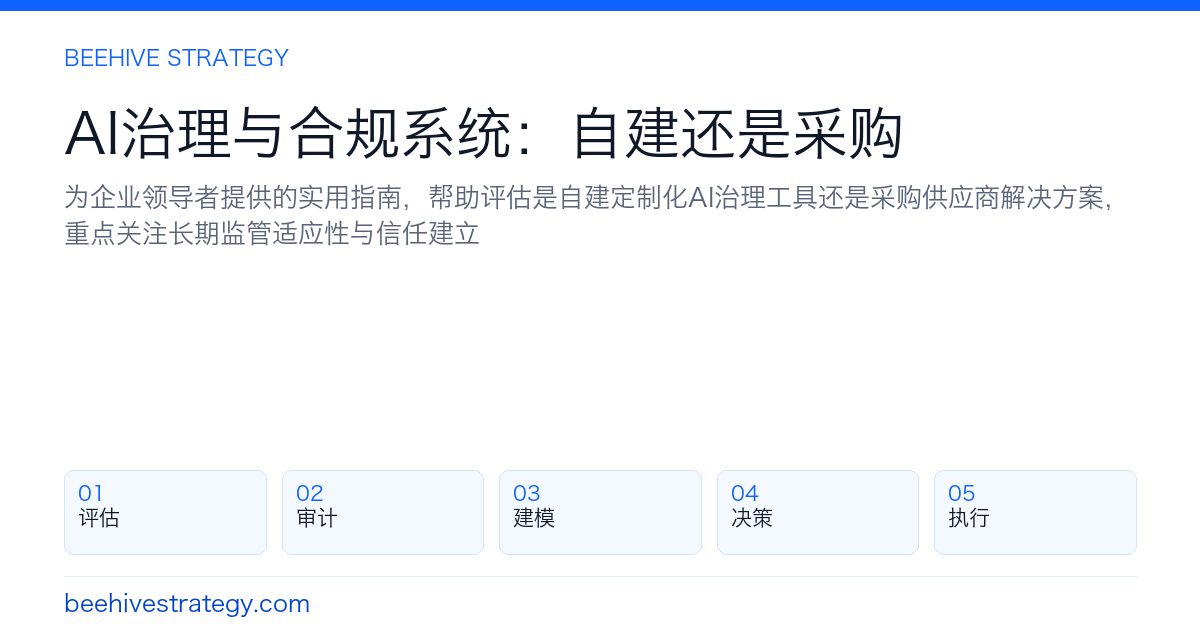 BEEHIVE STRATEGY
AI治理与合规系统：自建还是采购
为企业领导者提供的实用指南，帮助评估是自建定制化AI治理工具还是采购供应商解决方案，
重点关注长期监管适应性与信任建立
01
评估
02
审计
03
建模
04
决策
05
执行
beehivestrategy.com